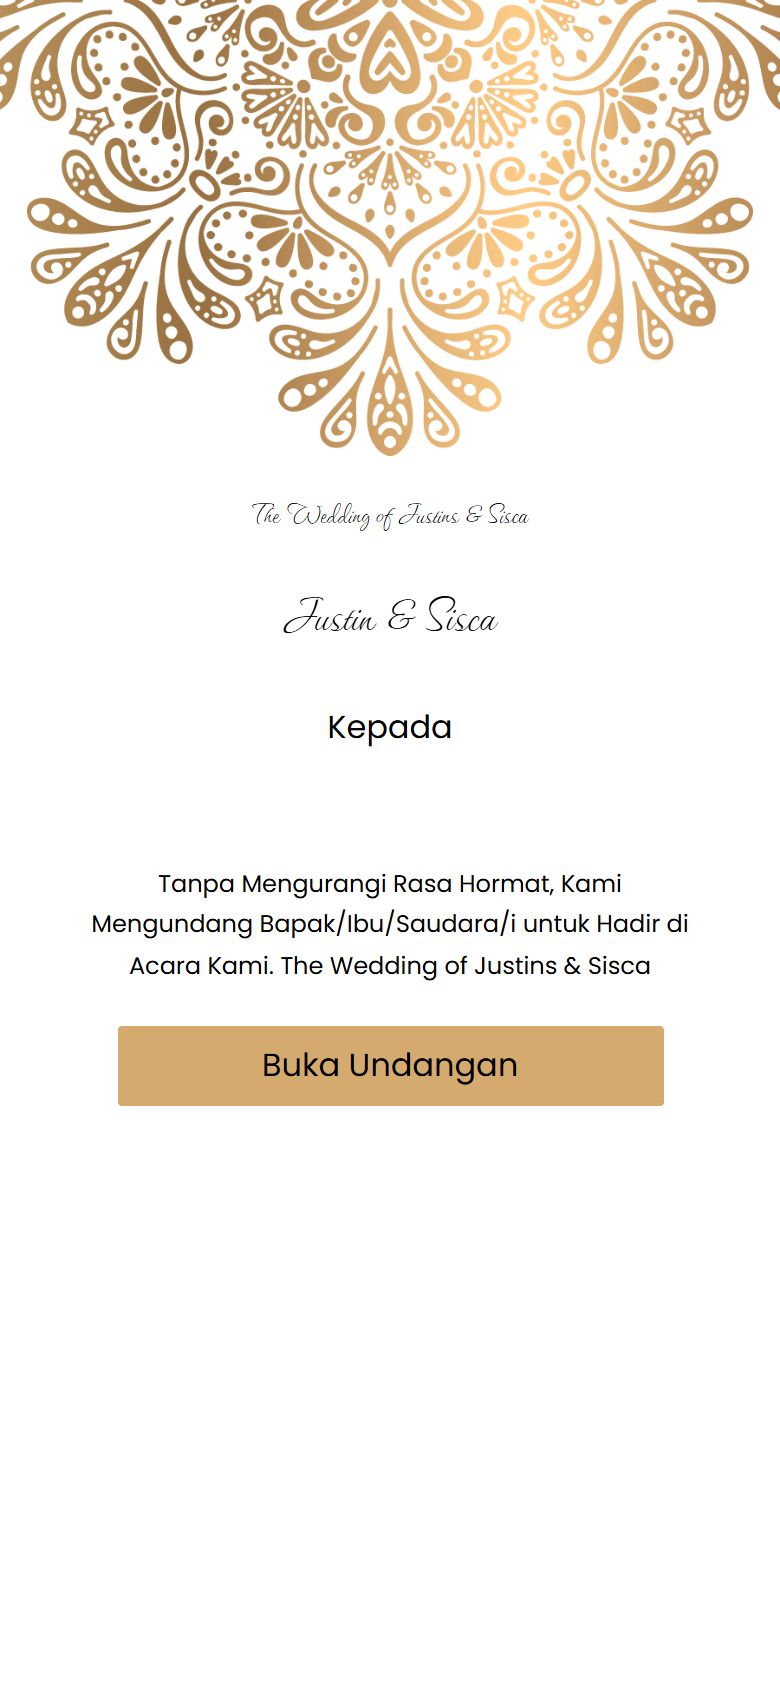 The Wedding of Justins & Sisca
Justin & Sisca
Kepada
Tanpa Mengurangi Rasa Hormat, Kami
Mengundang Bapak/Ibu/Saudara/i untuk Hadir di
Acara Kami. The Wedding of Justins & Sisca
Buka Undangan